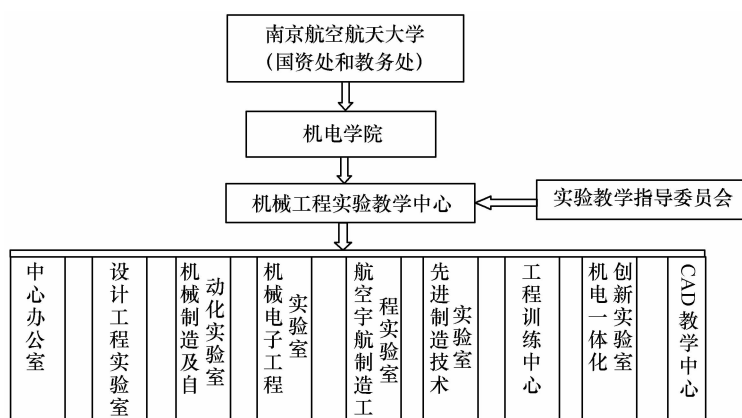 南京航空航天大学
(国资处和教务处)
机电学院
机械工程实验教学中心
实验教学指导委员会
中心办公室
设计工程实验室
机械制造及自
动化实验室
机械电子工程
实验室
航空宇航制造工
程实验室
先进制造技术
实验室
工程训练中心
机电一体化
创新实验室
CAD教学中心